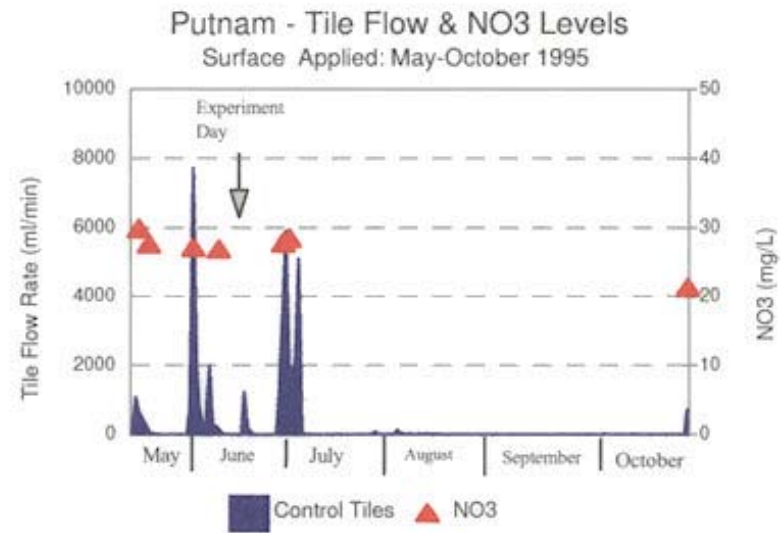 Putnam - Tile Flow & NO3 Levels
Surface Applied: May-October 1995
Tile Flow Rate (ml/min)
10000
8000
6000
4000
2000
0
Experiment
Day
50
40
30
20
10
0
NO3 (mg/L)
May June July August September October
Control Tiles NO3